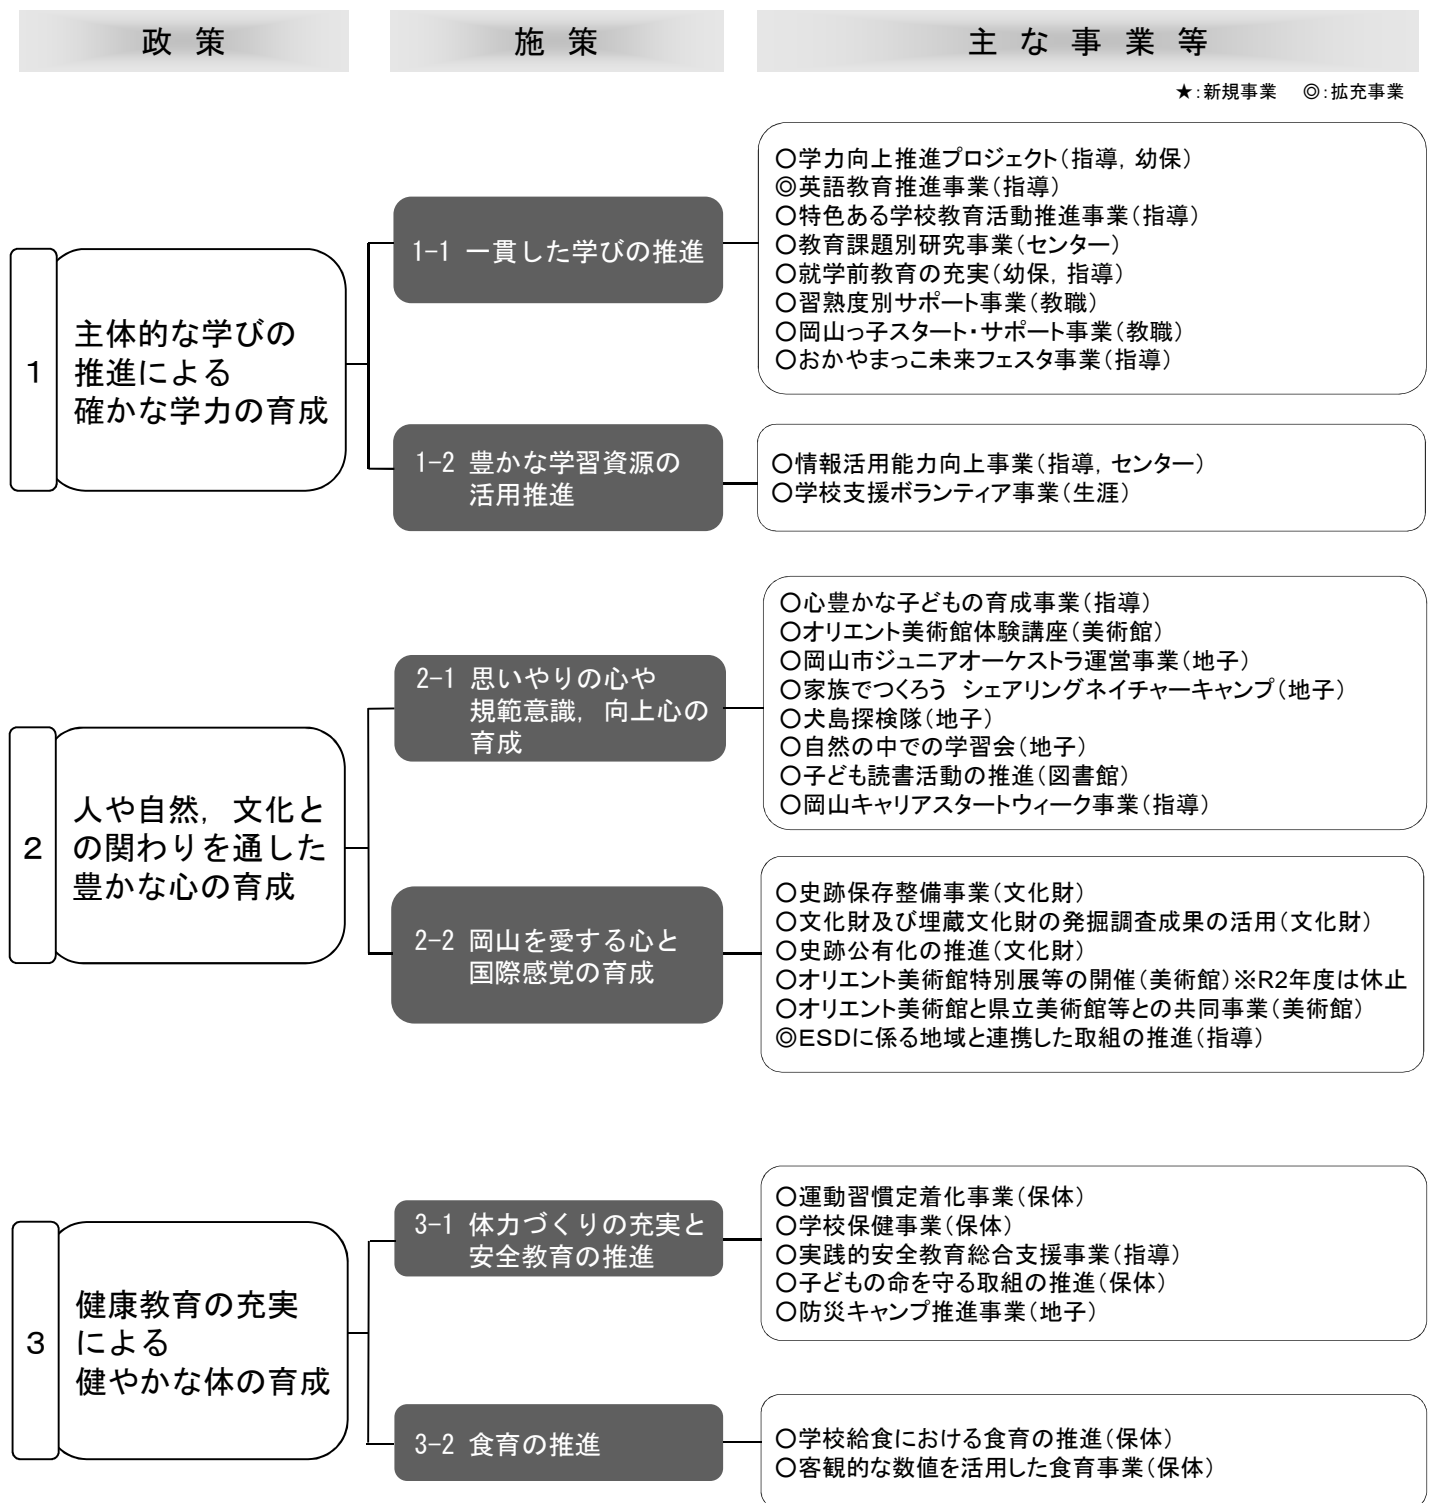 政策
施策
主な事業等
★:新規事業　◎:拡充事業
1
主体的な学びの
推進による
確かな学力の育成
1-1 一貫した学びの推進
○学力向上推進プロジェクト(指導, 幼保)
◎英語教育推進事業(指導)
○特色ある学校教育活動推進事業(指導)
○教育課題別研究事業(センター)
○就学前教育の充実(幼保, 指導)
○習熟度別サポート事業(教職)
○岡山っ子スタート・サポート事業(教職)
○おかやまっこ未来フェスタ事業(指導)
1-2 豊かな学習資源の
活用推進
○情報活用能力向上事業(指導, センター)
○学校支援ボランティア事業(生涯)
2
人や自然, 文化と
の関わりを通した
豊かな心の育成
2-1 思いやりの心や
規範意識, 向上心の
育成
○心豊かな子どもの育成事業(指導)
○オリエント美術館体験講座(美術館)
○岡山市ジュニアオーケストラ運営事業(地子)
○家族でつくろう　シェアリングネイチャーキャンプ(地子)
○犬島探検隊(地子)
○自然の中での学習会(地子)
○子ども読書活動の推進(図書館)
○岡山キャリアスタートウィーク事業(指導)
2-2 岡山を愛する心と
国際感覚の育成
○史跡保存整備事業(文化財)
○文化財及び埋蔵文化財の発掘調査成果の活用(文化財)
○史跡公有化の推進(文化財)
○オリエント美術館特別展等の開催(美術館)※R2年度は休止
○オリエント美術館と県立美術館等との共同事業(美術館)
◎ESDに係る地域と連携した取組の推進(指導)
3
健康教育の充実
による
健やかな体の育成
3-1 体力づくりの充実と
安全教育の推進
○運動習慣定着化事業(保体)
○学校保健事業(保体)
○実践的安全教育総合支援事業(指導)
○子どもの命を守る取組の推進(保体)
○防災キャンプ推進事業(地子)
3-2 食育の推進
○学校給食における食育の推進(保体)
○客観的な数値を活用した食育事業(保体)